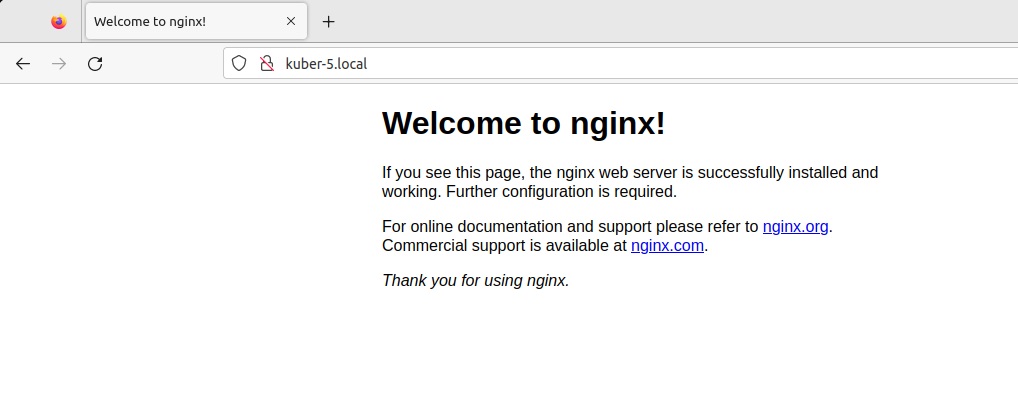 Welcome to nginx!
kuber-5.local
Welcome to nginx!
If you see this page, the nginx web server is successfully installed and
working. Further configuration is required.
For online documentation and support please refer to nginx.org.
Commercial support is available at nginx.com.
Thank you for using nginx.